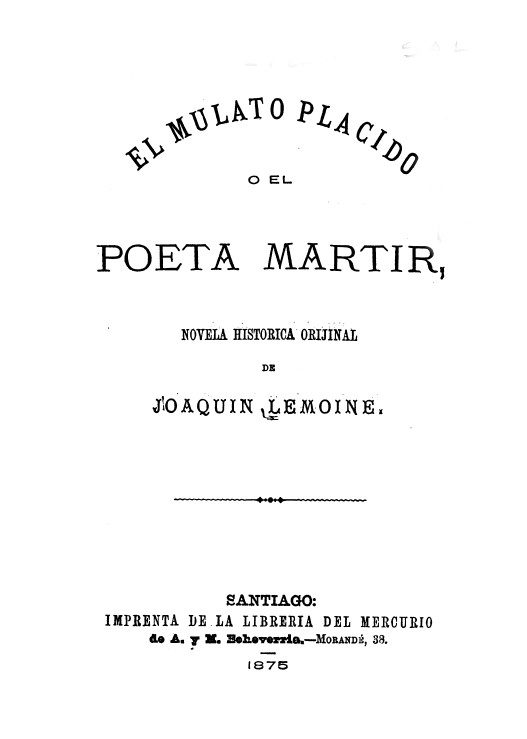 EL MULATO PLACIDO
O EL
POETA MARTIR,
NOVELA HISTORICA ORIJINAL
DE
JOAQUIN LEMOINE.
SANTIAGO:
IMPRENTA DE LA LIBRERIA DEL MERCURIO
de A. y M. Echeverria.—MORANDÉ, 38.
1875